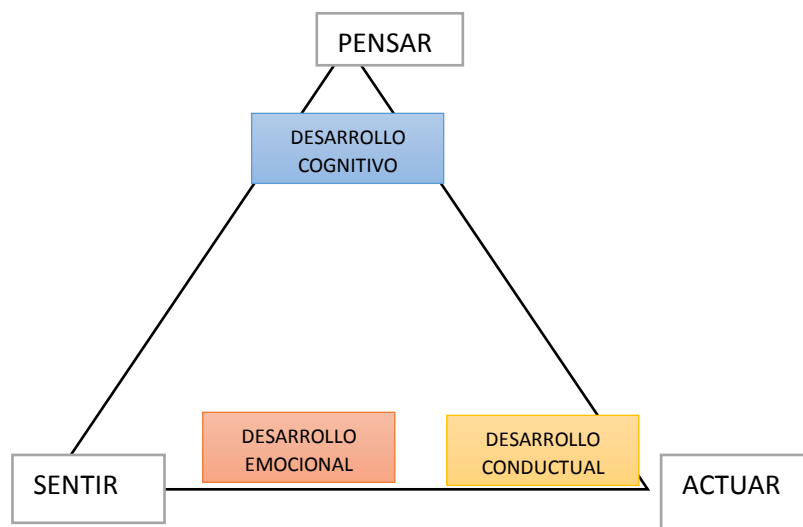 PENSAR
DESARROLLO
COGNITIVO
DESARROLLO
EMOCIONAL
DESARROLLO
CONDUCTUAL
SENTIR
ACTUAR